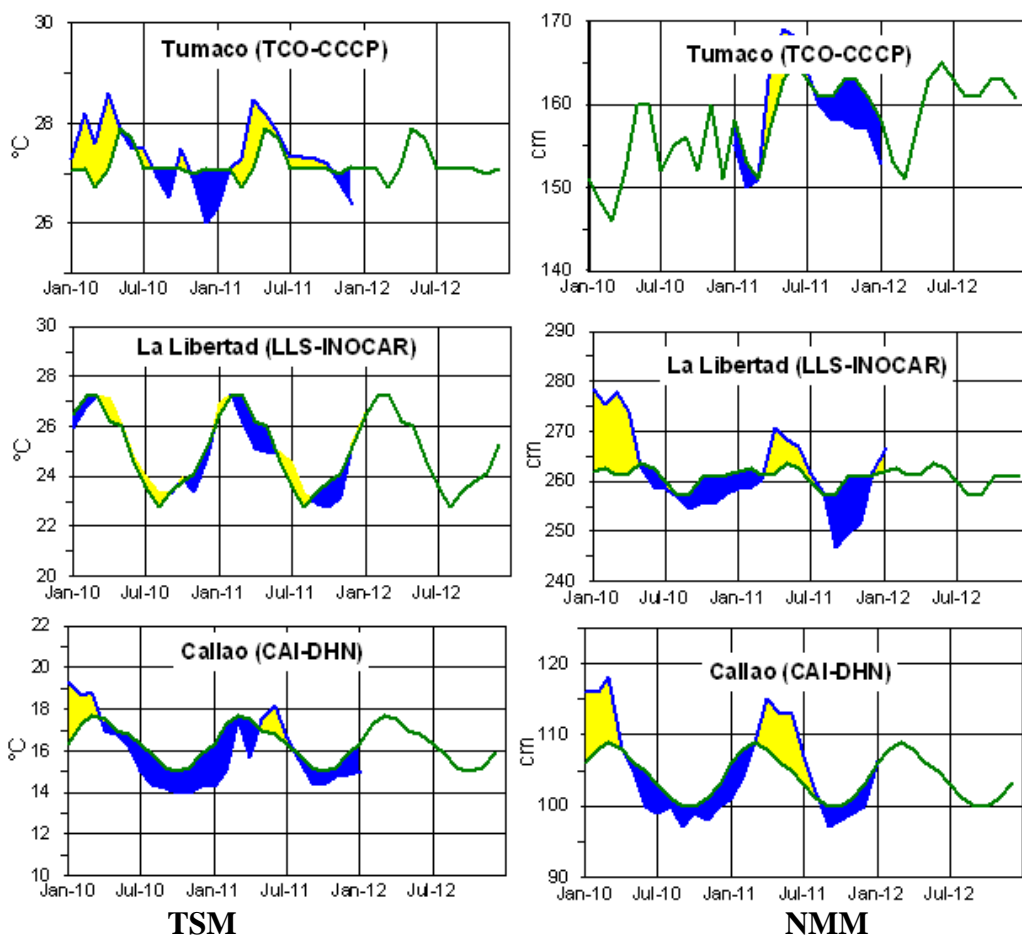 Tumaco (TCO-CCCP)
°C
30
28
26
Jan-10 Jul-10 Jan-11 Jul-11 Jan-12 Jul-12
Tumaco (TCO-CCCP)
cm
170
160
150
140
Jan-10 Jul-10 Jan-11 Jul-11 Jan-12 Jul-12
La Libertad (LLS-INOCAR)
°C
30
28
26
24
22
20
Jan-10 Jul-10 Jan-11 Jul-11 Jan-12 Jul-12
La Libertad (LLS-INOCAR)
cm
290
280
270
260
250
240
Jan-10 Jul-10 Jan-11 Jul-11 Jan-12 Jul-12
Callao (CAI-DHN)
°C
22
20
18
16
14
12
10
Jan-10 Jul-10 Jan-11 Jul-11 Jan-12 Jul-12
Callao (CAI-DHN)
cm
120
110
100
90
Jan-10 Jul-10 Jan-11 Jul-11 Jan-12 Jul-12
TSM
NMM